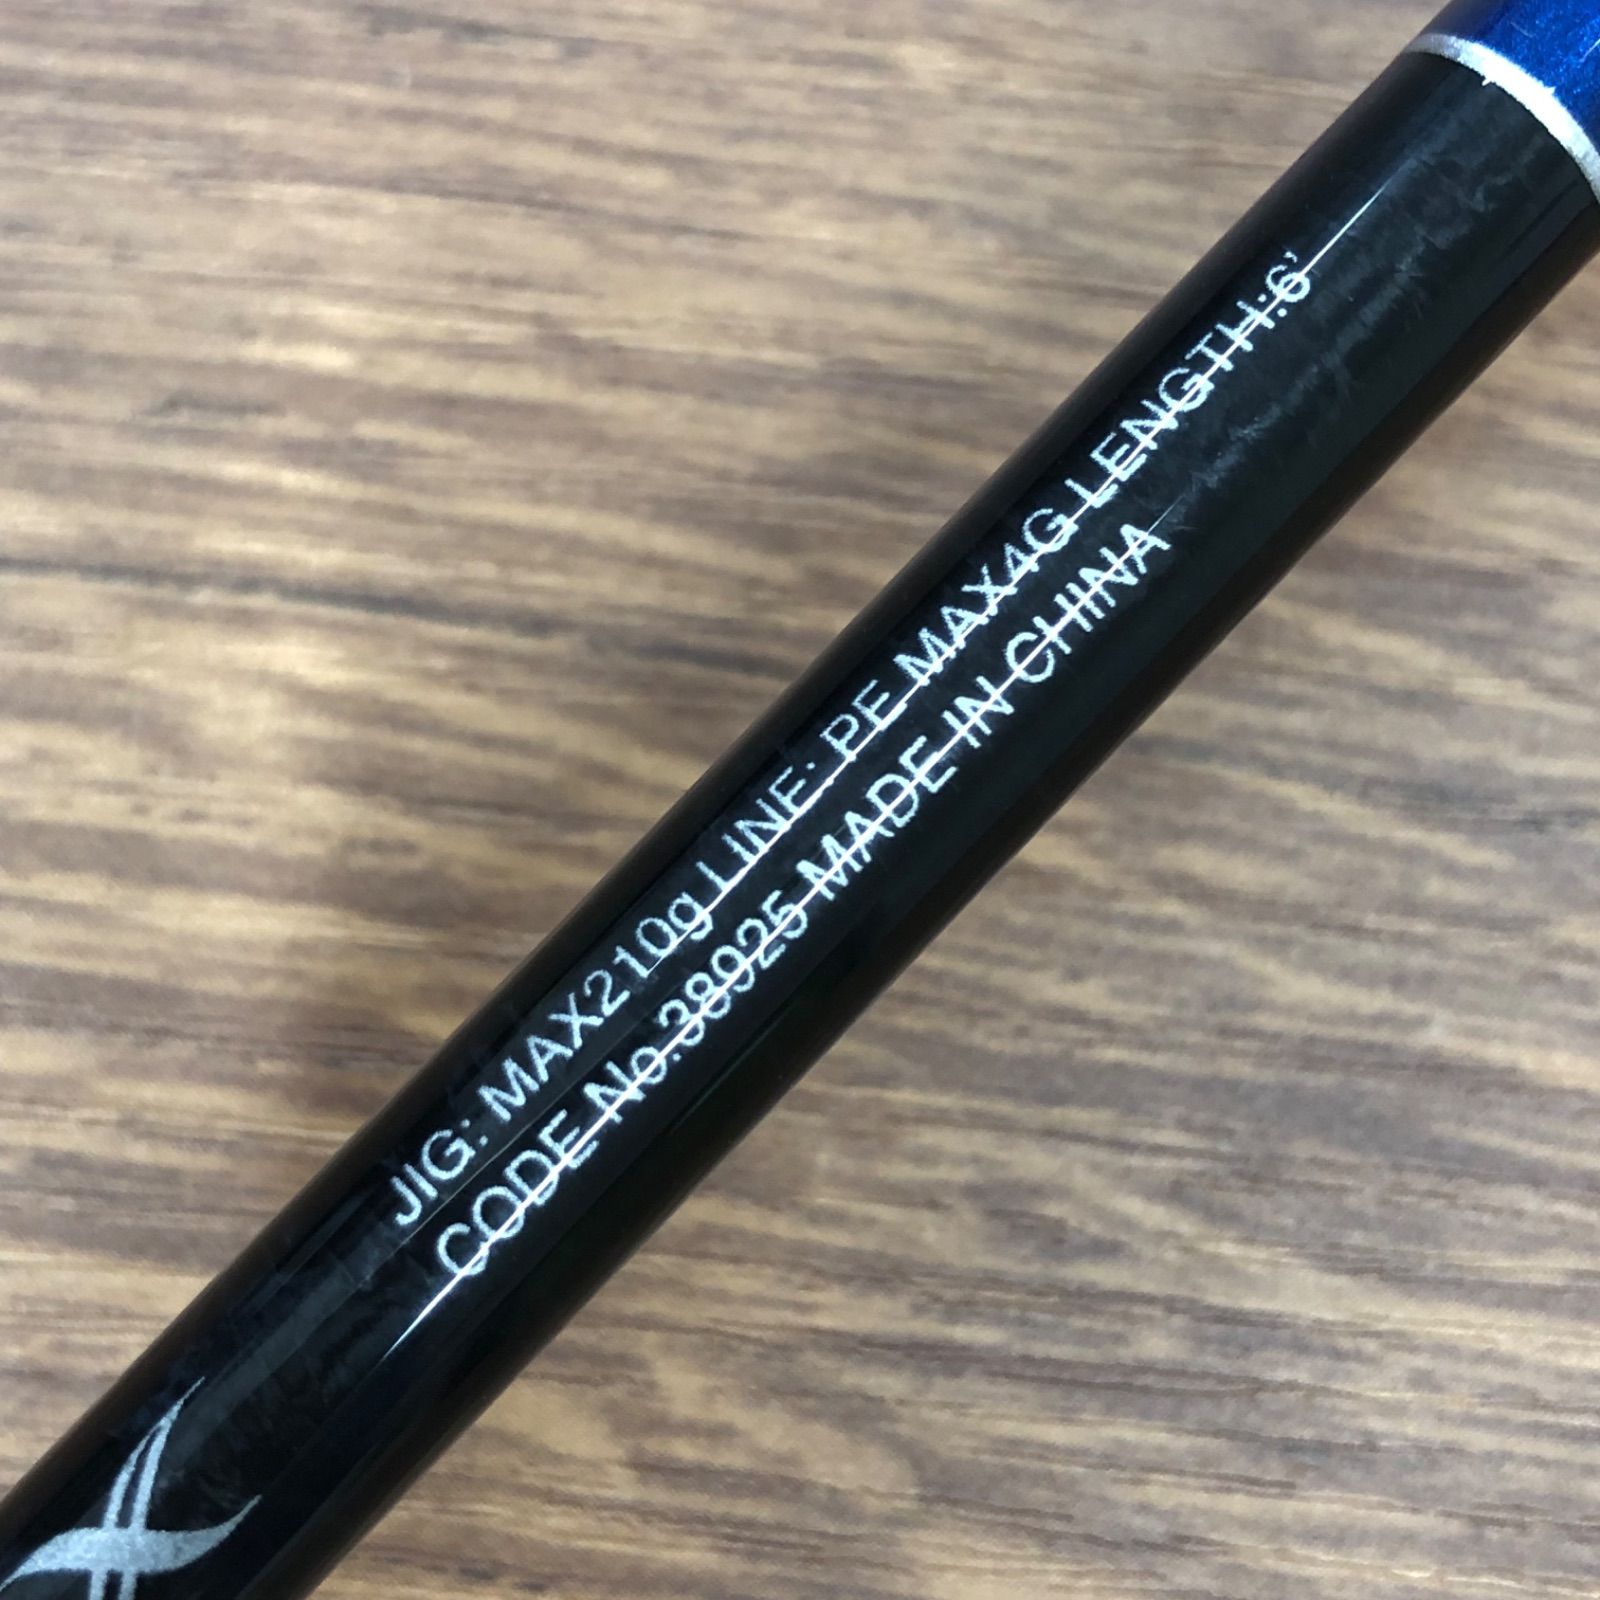 JIG: MAX210g LINE: PE MAX4G LENGTH:6'
CODE No.38925 MADE IN CHINA